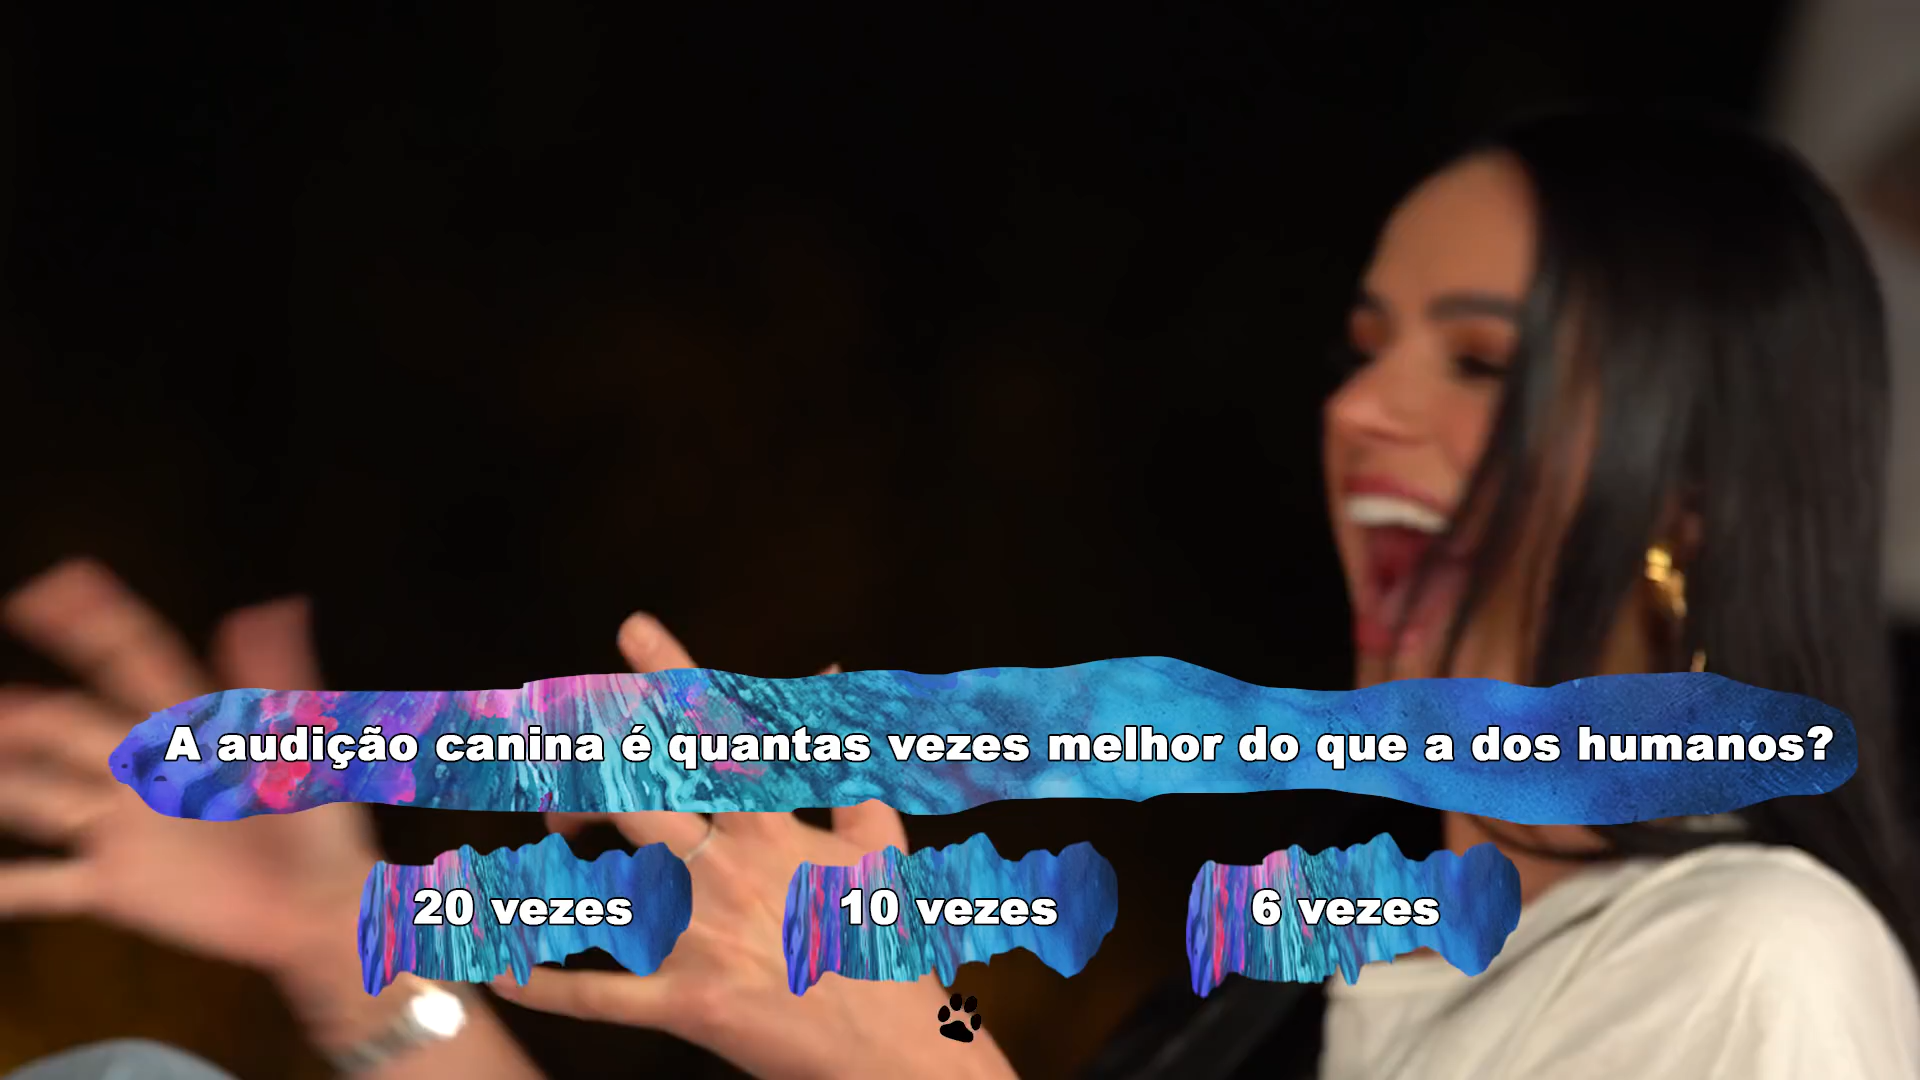 A audição canina é quantas vezes melhor do que a dos humanos?
20 vezes
10 vezes
6 vezes